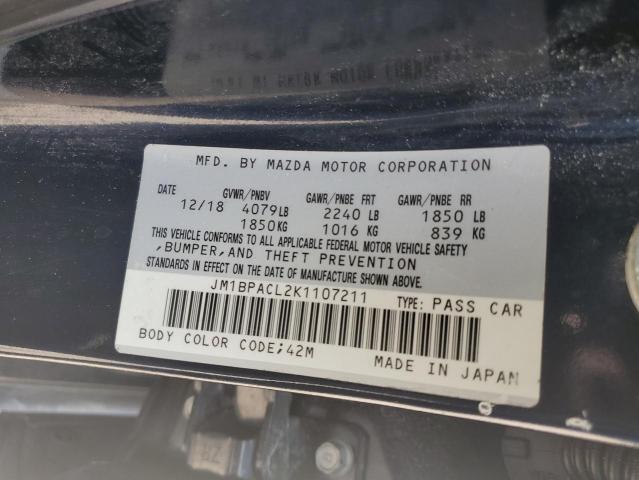 MFD. BY MAZDA MOTOR CORPORATION
DATE GVWR/PNBV GAWR/PNBE FRT GAWR/PNBE RR
12/18 4079LB 2240 LB 1850 LB
1850KG 1016 KG 839 KG
THIS VEHICLE CONFORMS TO ALL APPLICABLE FEDERAL MOTOR VEHICLE SAFETY
,BUMPER,AND THEFT PREVENTION
STANDARDS IN EFFECT ON THE DATE OF MANUFACTURE SHOWN ABOVE.
JM1BPACL2K1107211 TYPE: PASS CAR
BODY COLOR CODE;42M MADE IN JAPAN